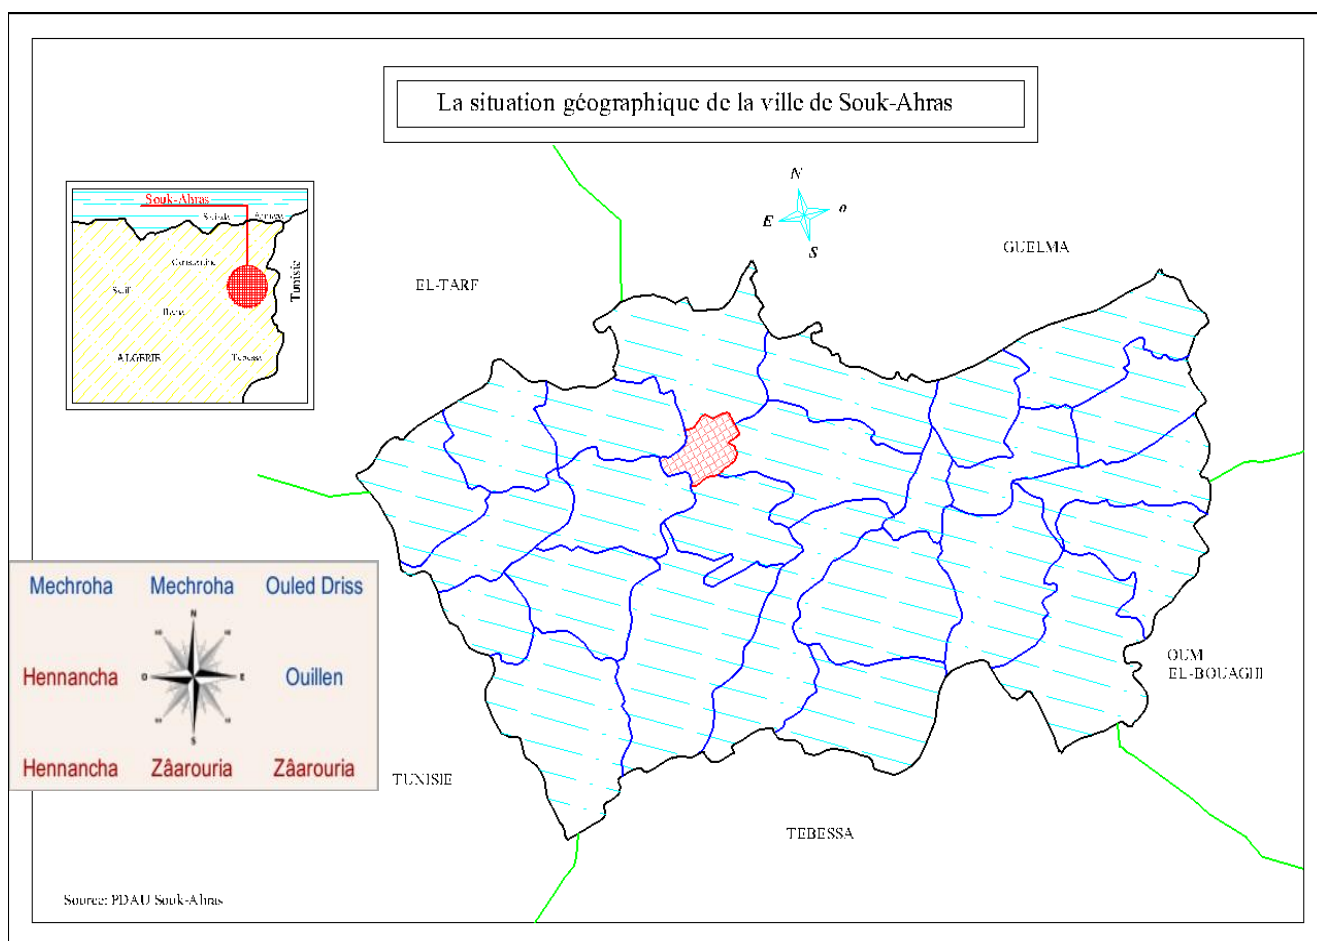 La situation géographique de la ville de Souk-Ahras
N
E
o
S
GUELMA
EL-TARF
Souk-Ahras
Tunisie
ALGERIE
Mechroha Mechroha Ouled Driss
N
Hennancha
O
E
Ouillen
S
Hennancha Zâarouria Zâarouria
OUM
EL-BOUAGHI
TUNISIE
TEBESSA
Source: PDAU Souk-Ahras